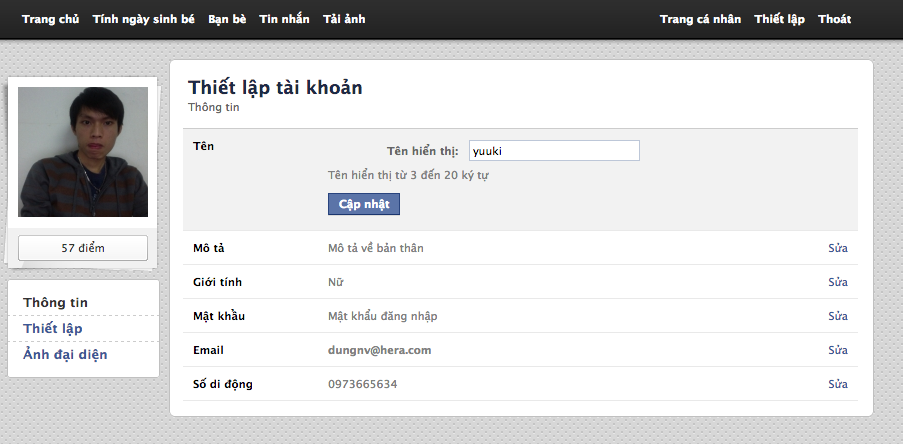 Trang chủ Tính ngày sinh bé Bạn bè Tin nhắn Tải ảnh Trang cá nhân Thiết lập Thoát
57 điểm
Thông tin
Thiết lập
Ảnh đại diện
Thiết lập tài khoản
Thông tin
Tên Tên hiển thị: yuuki
Tên hiển thị từ 3 đến 20 ký tự
Cập nhật
Mô tả Mô tả về bản thân Sửa
Giới tính Nữ Sửa
Mật khẩu Mật khẩu đăng nhập Sửa
Email dungnv@hera.com Sửa
Số di động 0973665634 Sửa